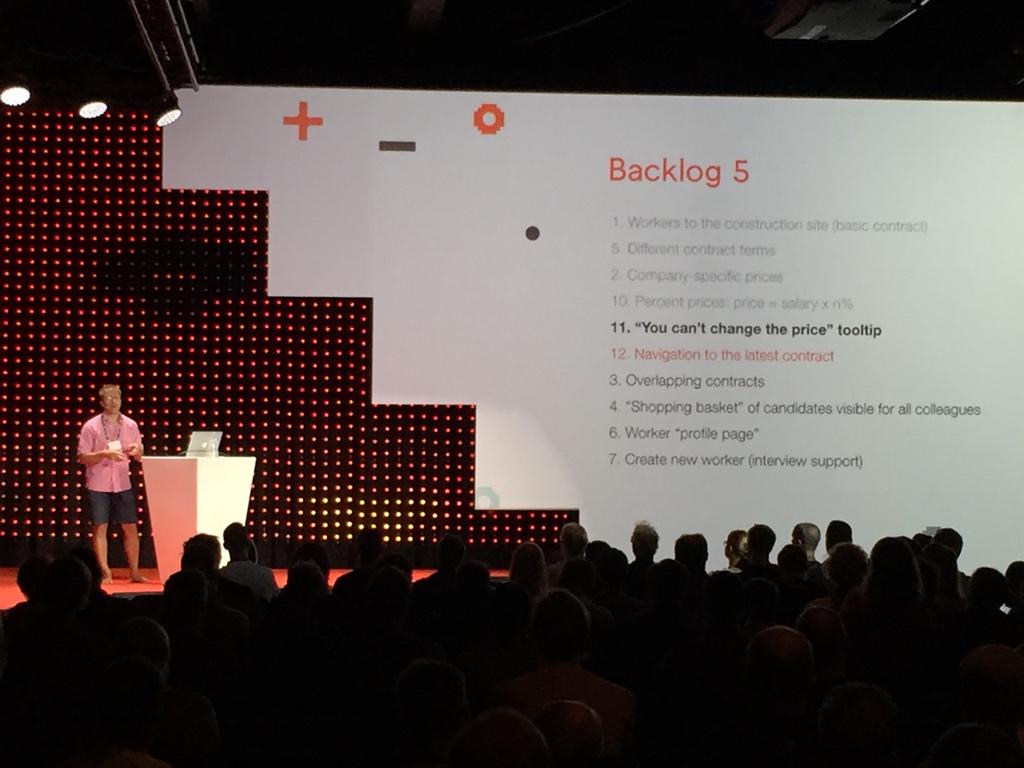 Backlog 5
1. Workers to the construction site (basic contract)
5. Different contract terms
2. Company-specific prices
10. Percent prices: price = salary x n%
11. “You can’t change the price” tooltip
12. Navigation to the latest contract
3. Overlapping contracts
4. “Shopping basket” of candidates visible for all colleagues
6. Worker “profile page”
7. Create new worker (interview support)